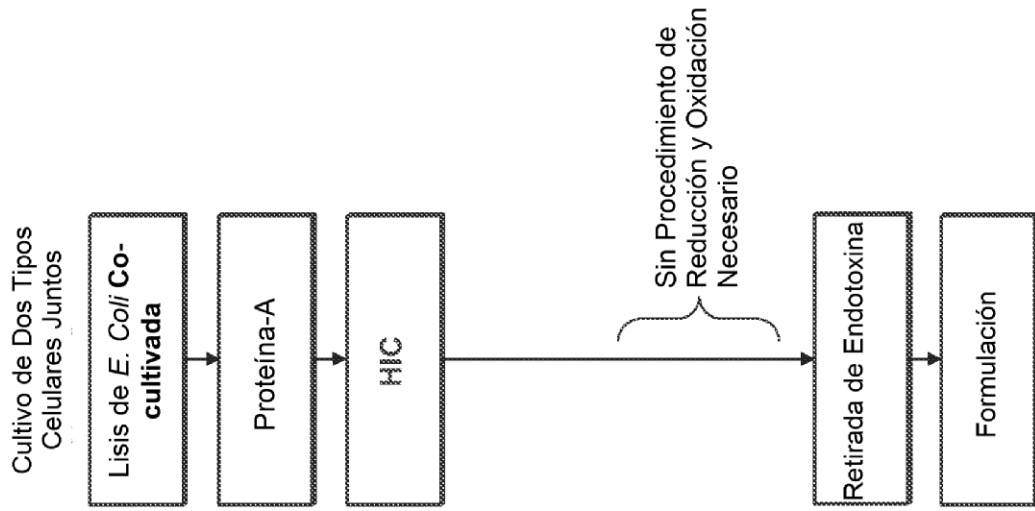 Cultivo de Dos Tipos
Celulares Juntos
Lisis de E. Coli Co-
cultivada
Proteína-A
HIC
Sin Procedimiento de
Reducción y Oxidación
Necesario
Retirada de Endotoxina
Formulación